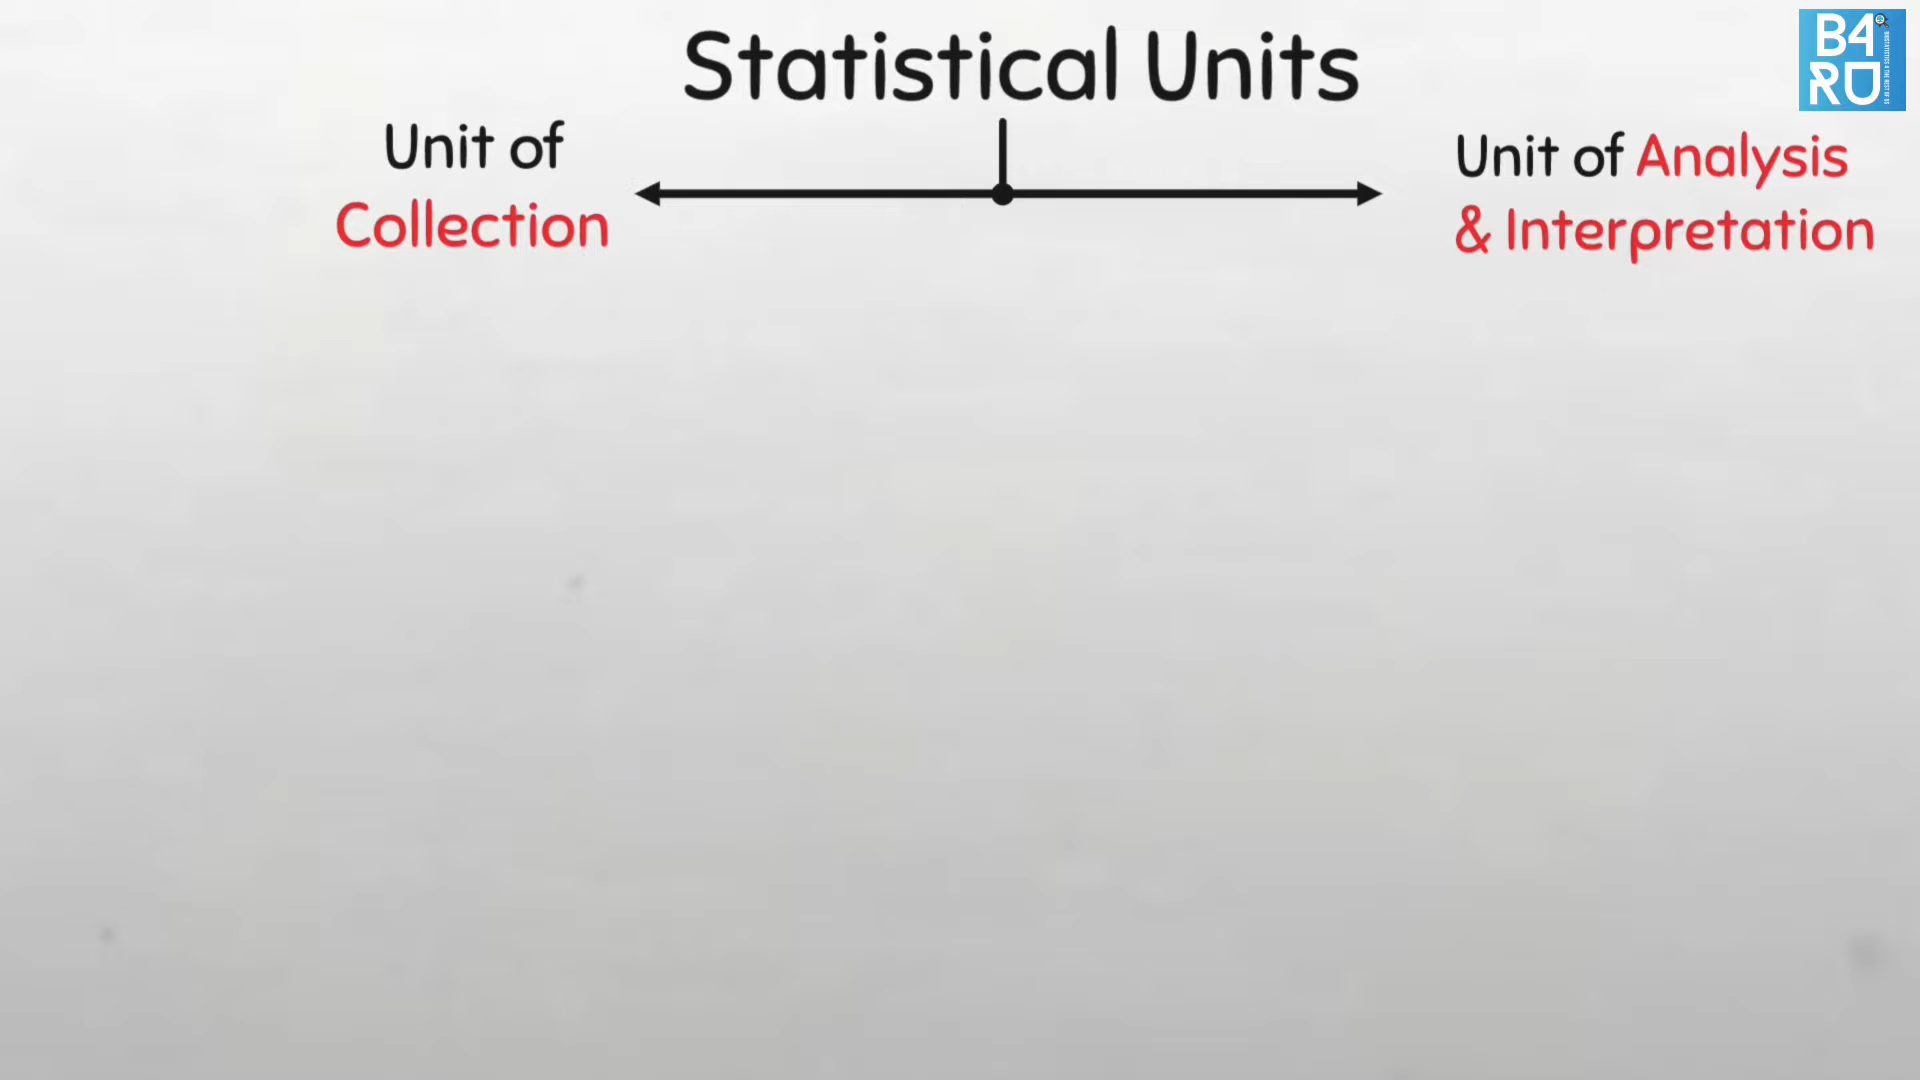 Statistical Units
Unit of
Collection
Unit of Analysis
& Interpretation
B4
RU